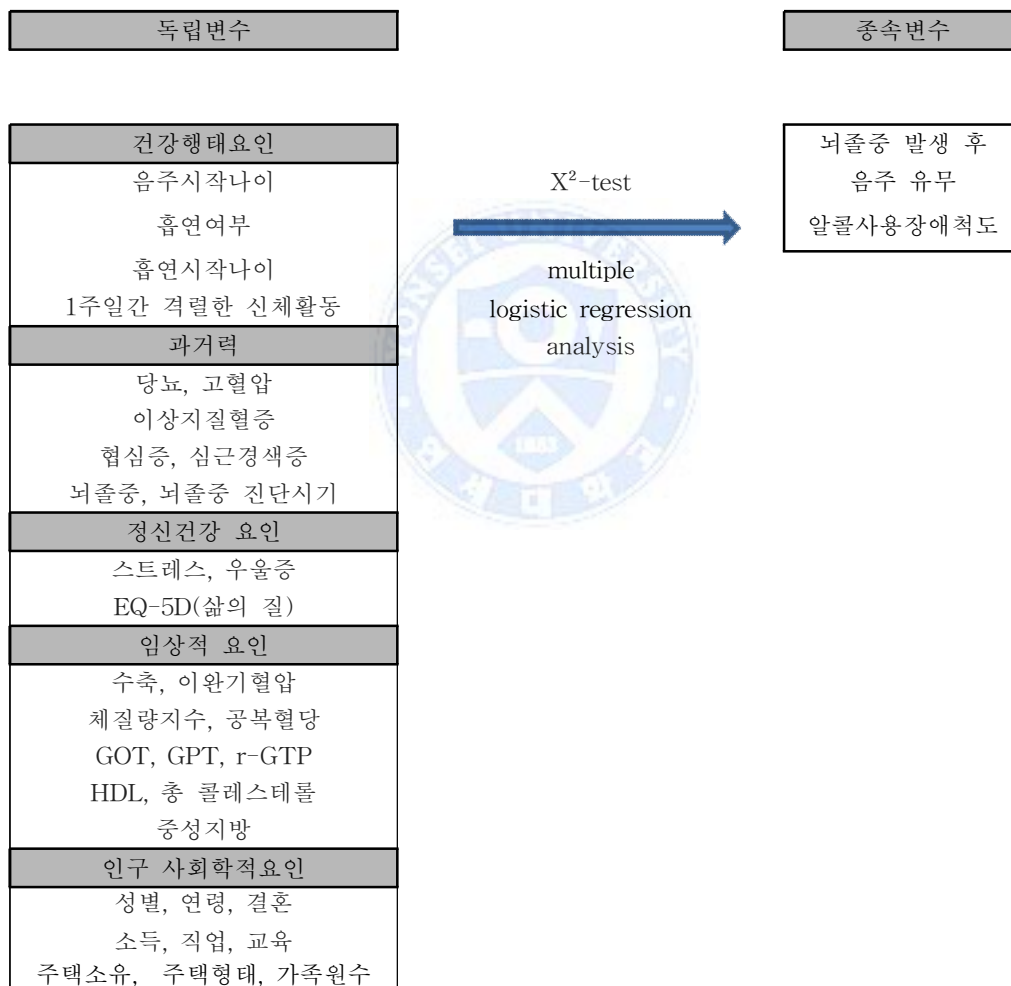 독립변수
종속변수
건강행태요인
음주시작나이
흡연여부
흡연시작나이
1주일간 격렬한 신체활동
과거력
당뇨, 고혈압
이상지질혈증
협심증, 심근경색증
뇌졸중, 뇌졸중 진단시기
정신건강 요인
스트레스, 우울증
EQ-5D(삶의 질)
임상적 요인
수축, 이완기혈압
체질량지수, 공복혈당
GOT, GPT, r-GTP
HDL, 총 콜레스테롤
중성지방
인구 사회학적요인
성별, 연령, 결혼
소득, 직업, 교육
주택소유, 주택형태, 가족원수
X²-test
multiple
logistic regression
analysis
뇌졸중 발생 후
음주 유무
알콜사용장애척도
YONSEI UNIVERSITY
1885
연세대학교